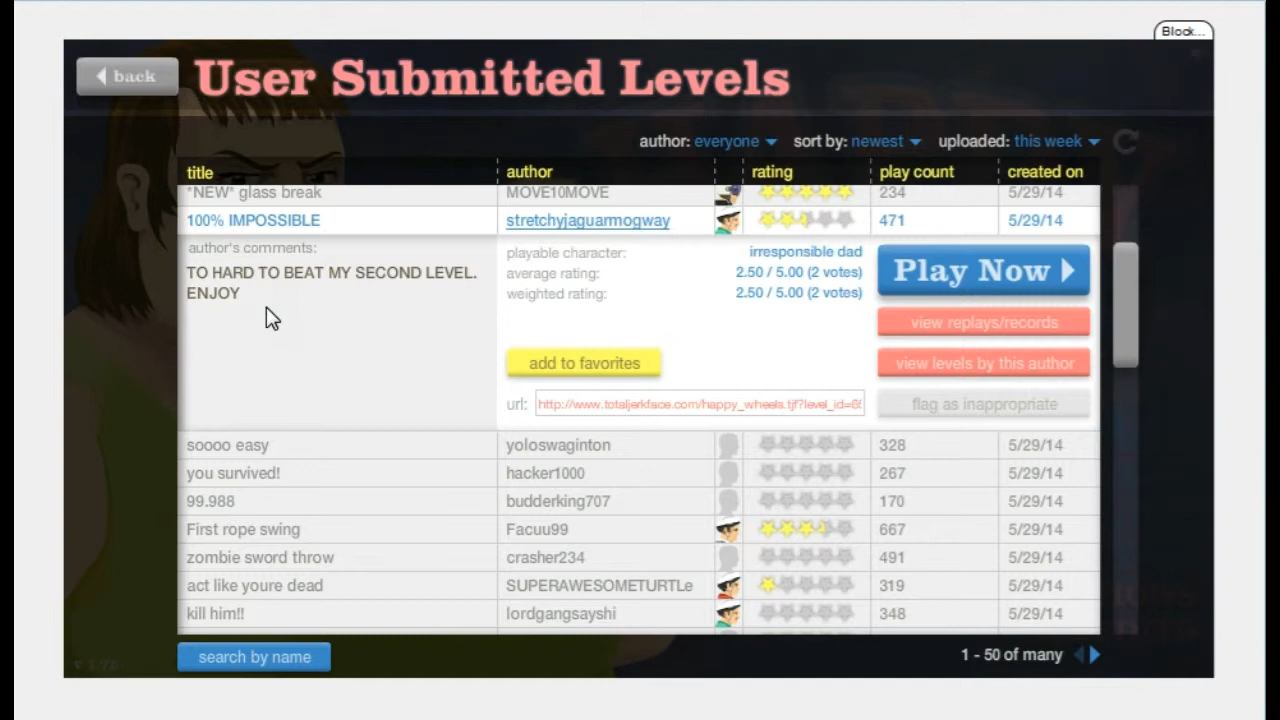 Block...
back
User Submitted Levels
author: everyone sort by: newest uploaded: this week
title author rating play count created on
*NEW* glass break MOVE10MOVE 234 5/29/14
100% IMPOSSIBLE stretchyjaguarmogway 471 5/29/14
author's comments:
TO HARD TO BEAT MY SECOND LEVEL.
ENJOY
playable character: irresponsible dad
average rating: 2.50 / 5.00 (2 votes)
weighted rating: 2.50 / 5.00 (2 votes)
Play Now
view replays/records
add to favorites
view levels by this author
url: http://www.totaljerkface.com/happy_wheels.tjf?level_id=6
flag as inappropriate
soooo easy yoloswaginton 328 5/29/14
you survived! hacker1000 267 5/29/14
99.988 budderking707 170 5/29/14
First rope swing Facuu99 667 5/29/14
zombie sword throw crasher234 491 5/29/14
act like youre dead SUPERAWESOMETURTLe 319 5/29/14
kill him!! lordgangsayshi 348 5/29/14
search by name
1 - 50 of many